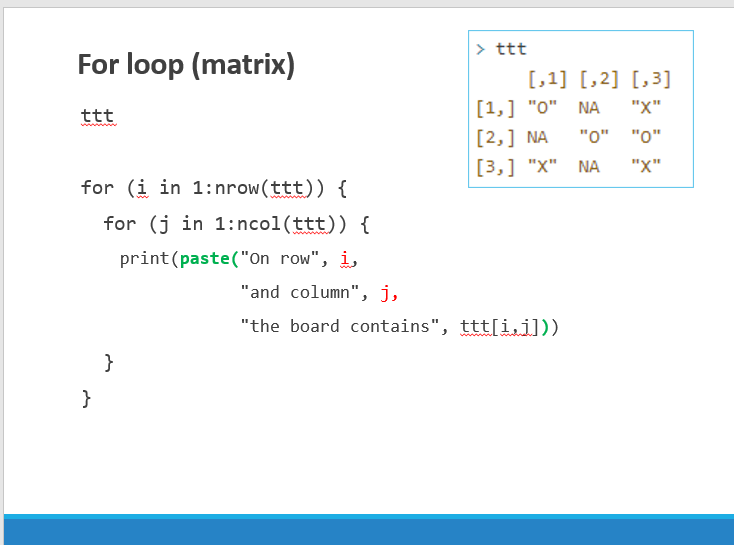 For loop (matrix)
> ttt
[,1] [,2] [,3]
[1,] "O" NA "X"
[2,] NA "O" "O"
[3,] "X" NA "X"
ttt
for (i in 1:nrow(ttt)) {
for (j in 1:ncol(ttt)) {
print(paste("On row", i,
"and column", j,
"the board contains", ttt[i,j]))
}
}